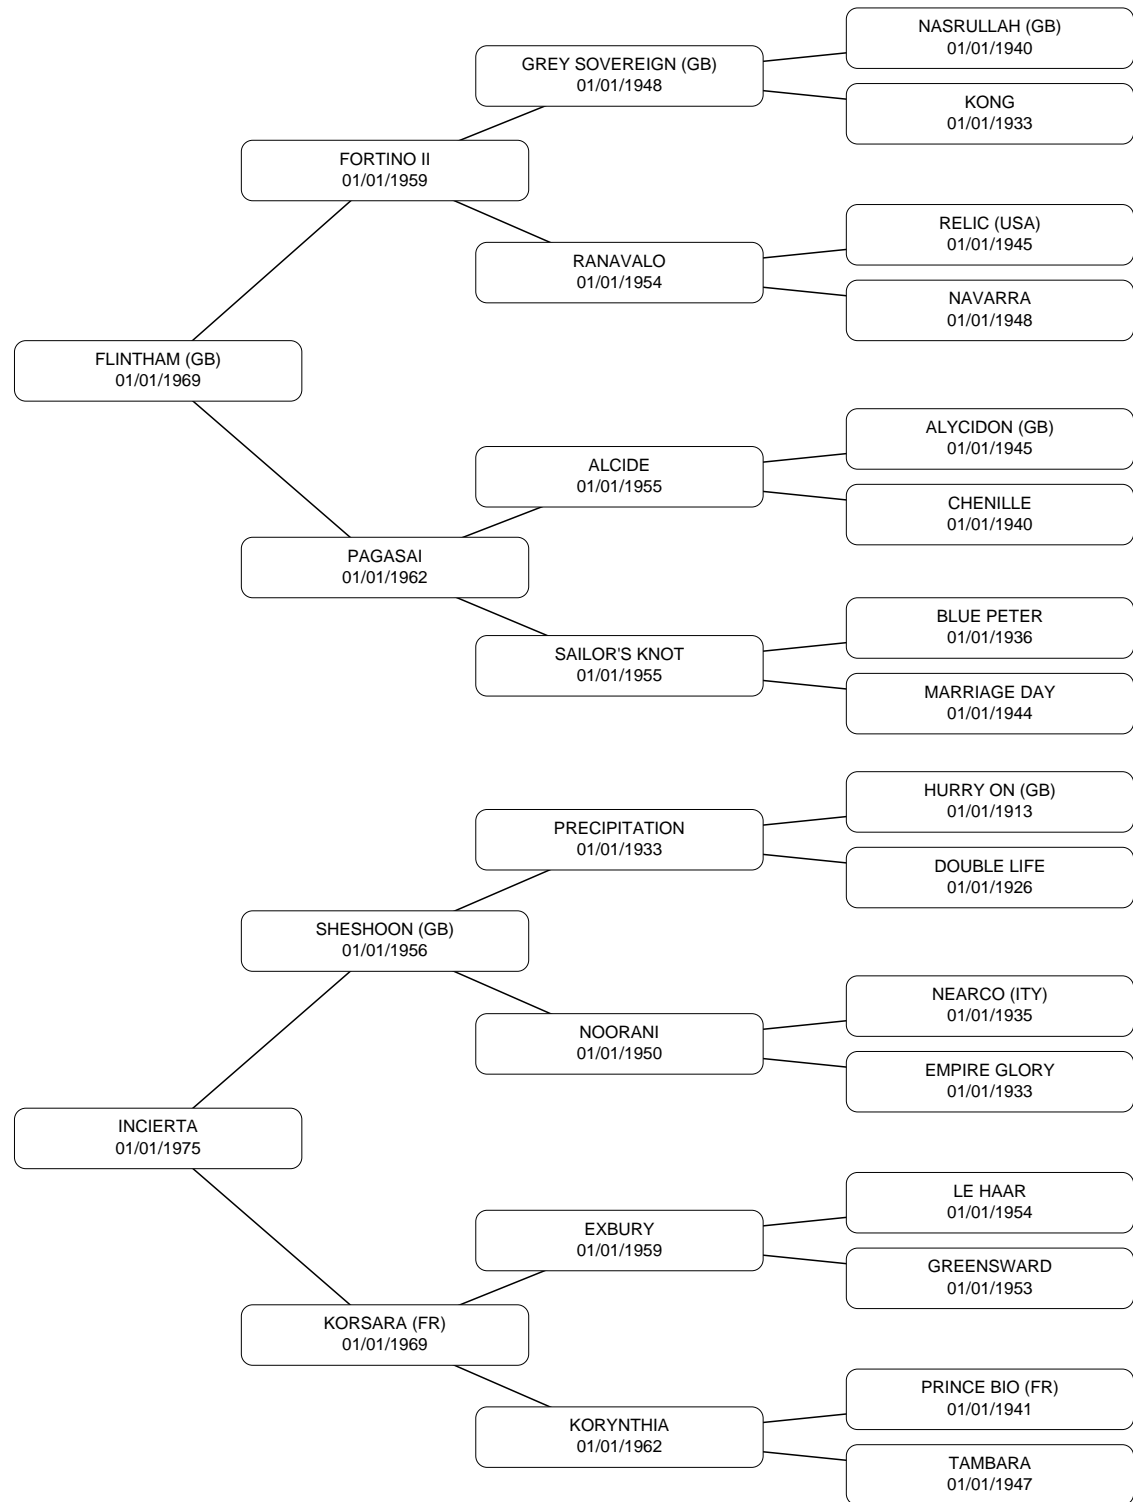 NASRULLAH (GB)
01/01/1940
GREY SOVEREIGN (GB)
01/01/1948
KONG
01/01/1933
FORTINO II
01/01/1959
RELIC (USA)
01/01/1945
RANAVALO
01/01/1954
NAVARRA
01/01/1948
FLINTHAM (GB)
01/01/1969
ALYCIDON (GB)
01/01/1945
ALCIDE
01/01/1955
CHENILLE
01/01/1940
PAGASAI
01/01/1962
BLUE PETER
01/01/1936
SAILOR'S KNOT
01/01/1955
MARRIAGE DAY
01/01/1944
HURRY ON (GB)
01/01/1913
PRECIPITATION
01/01/1933
DOUBLE LIFE
01/01/1926
SHESHOON (GB)
01/01/1956
NEARCO (ITY)
01/01/1935
NOORANI
01/01/1950
EMPIRE GLORY
01/01/1933
INCIERTA
01/01/1975
LE HAAR
01/01/1954
EXBURY
01/01/1959
GREENSWARD
01/01/1953
KORSARA (FR)
01/01/1969
PRINCE BIO (FR)
01/01/1941
KORYNTHIA
01/01/1962
TAMBARA
01/01/1947